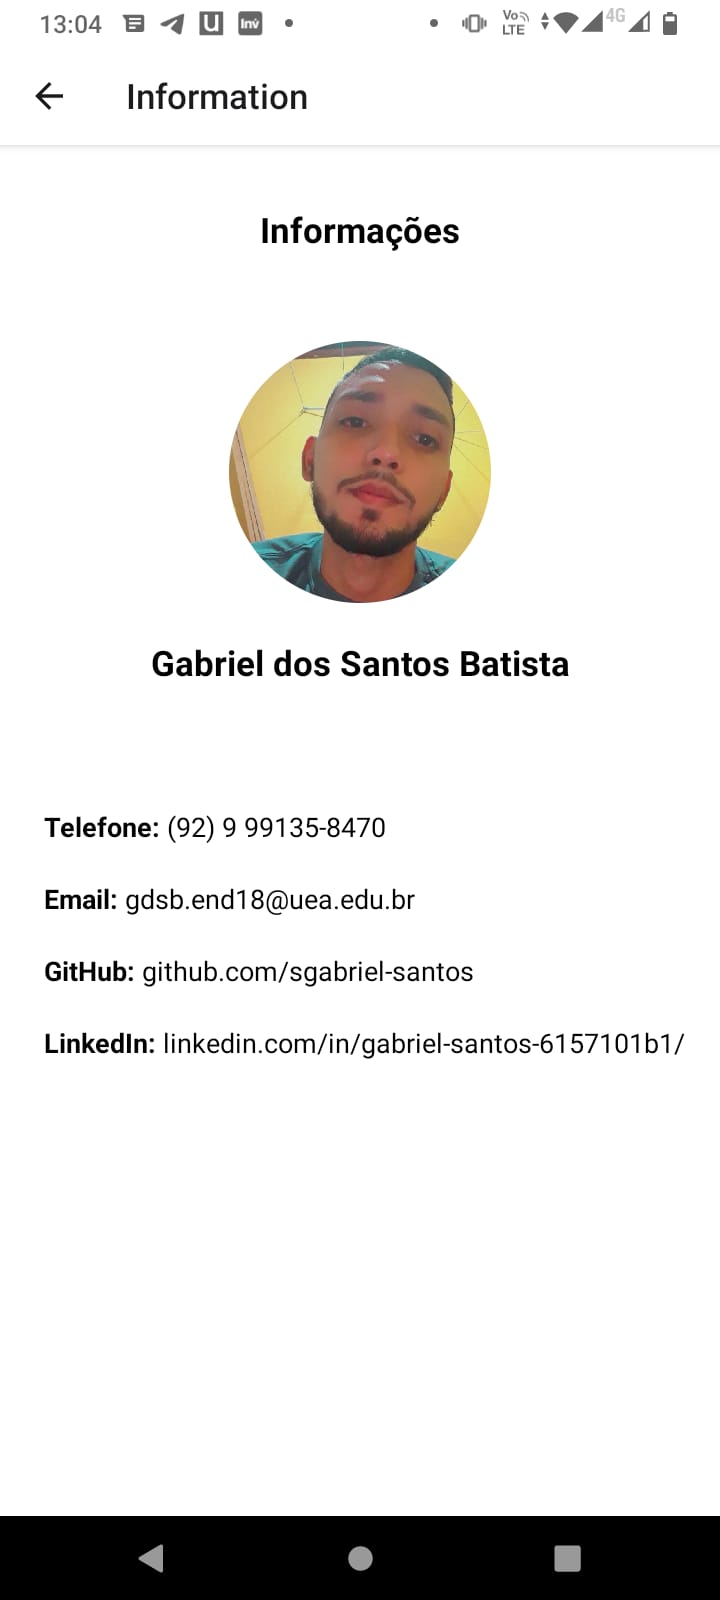 13:04 U Inv Vo LTE 4G
Information
Informações
Gabriel dos Santos Batista
Telefone: (92) 9 99135-8470
Email: gdsb.end18@uea.edu.br
GitHub: github.com/sgabriel-santos
LinkedIn: linkedin.com/in/gabriel-santos-6157101b1/